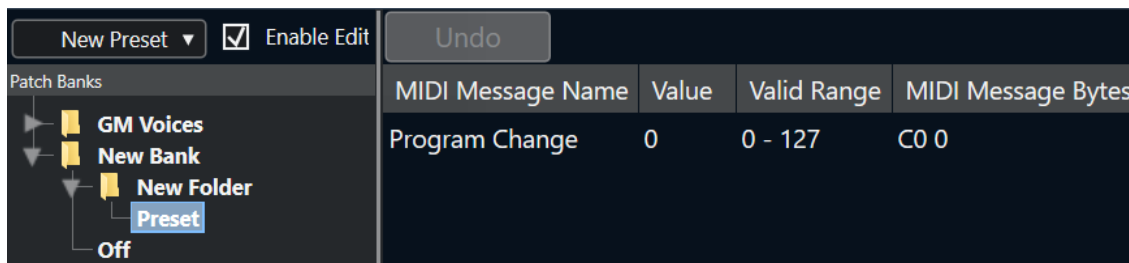 New Preset ▼ Enable Edit Undo
Patch Banks
MIDI Message Name Value Valid Range MIDI Message Bytes
GM Voices
Program Change 0 0 - 127 C0 0
New Bank
New Folder
Preset
Off